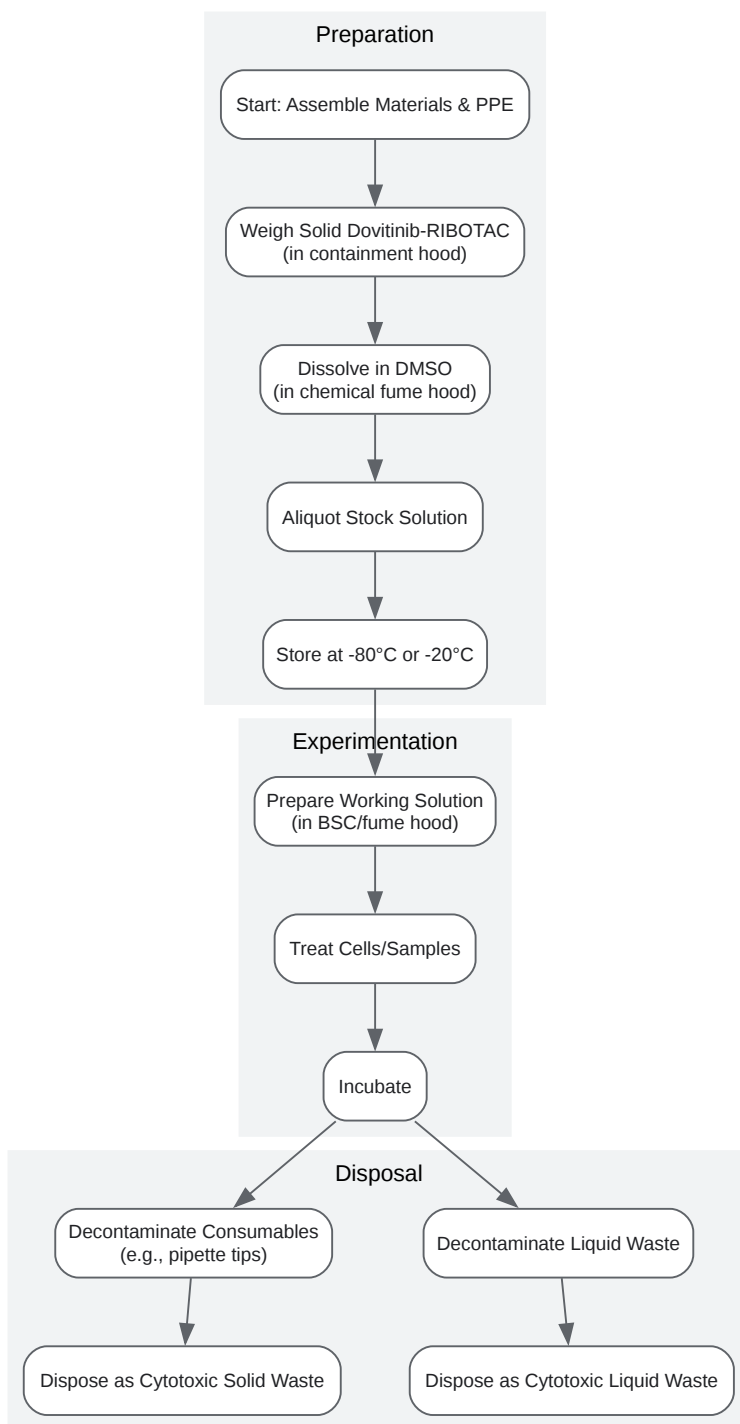 Preparation
Start: Assemble Materials & PPE
Weigh Solid Dovitinib-RIBOTAC
(in containment hood)
Dissolve in DMSO
(in chemical fume hood)
Aliquot Stock Solution
Store at -80°C or -20°C
Experimentation
Prepare Working Solution
(in BSC/fume hood)
Treat Cells/Samples
Incubate
Disposal
Decontaminate Consumables
(e.g., pipette tips)
Decontaminate Liquid Waste
Dispose as Cytotoxic Solid Waste
Dispose as Cytotoxic Liquid Waste